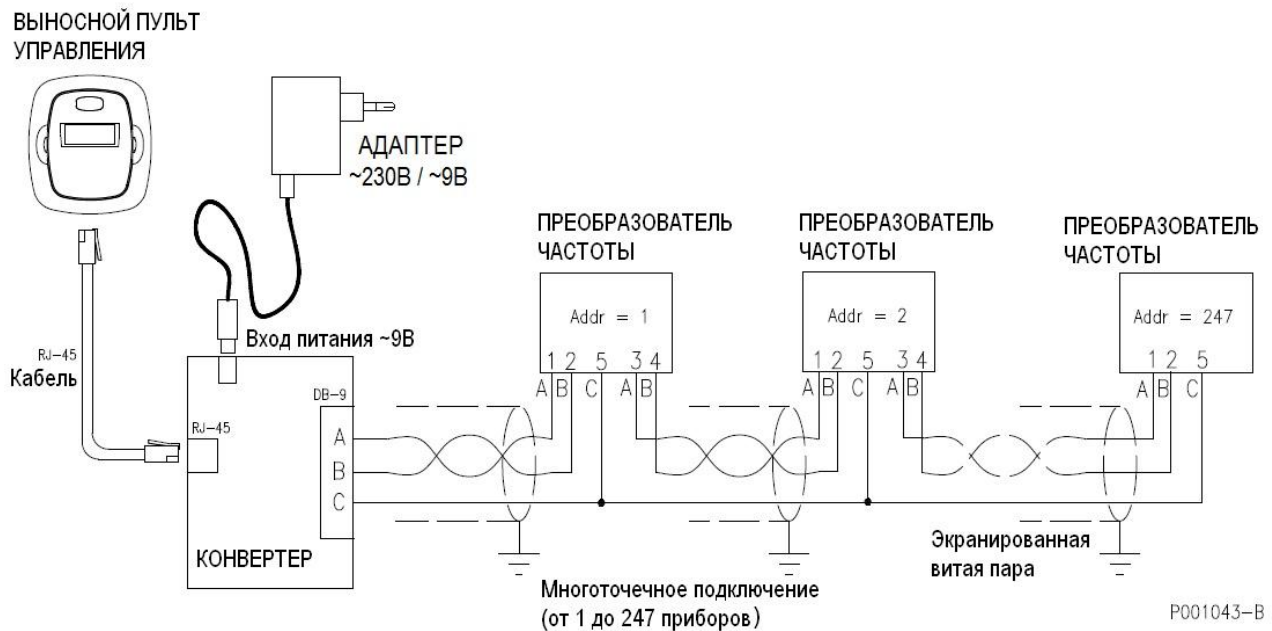 ВЫНОСНОЙ ПУЛЬТ
УПРАВЛЕНИЯ
АДАПТЕР
~230В / ~9В
ПРЕОБРАЗОВАТЕЛЬ
ЧАСТОТЫ
ПРЕОБРАЗОВАТЕЛЬ
ЧАСТОТЫ
ПРЕОБРАЗОВАТЕЛЬ
ЧАСТОТЫ
Addr = 1
Addr = 2
Addr = 247
Вход питания ~9В
1 2 5 3 4
1 2 5 3 4
1 2 5
RJ-45
Кабель
A B C A B
A B C A B
A B C
DB-9
RJ-45
A
B
C
КОНВЕРТЕР
Экранированная
витая пара
Многоточечное подключение
(от 1 до 247 приборов)
P001043-B